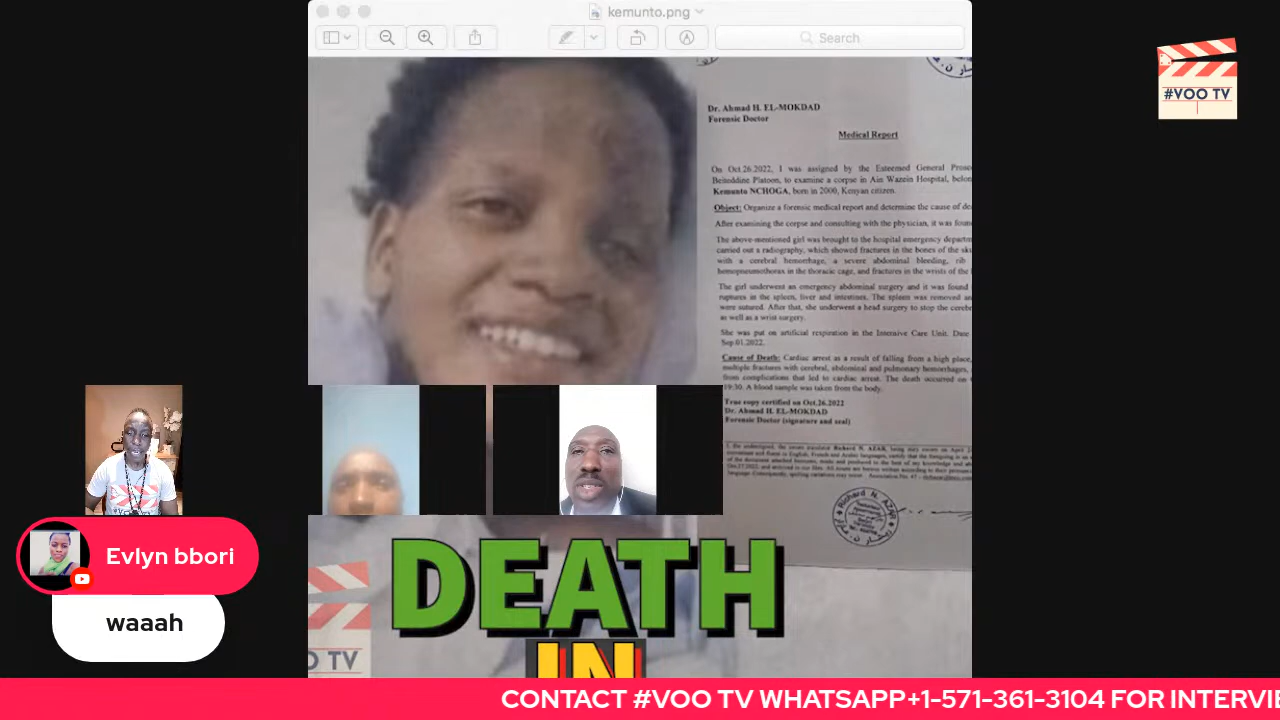 kemunto.png
Search
#VOO TV
Dr. Ahmad H. EL-MOKDAD
Forensic Doctor
Medical Report
On Oct.26.2022, I was assigned by the Esteemed General Prosec
Beiteddine Platoon, to examine a corpse in Ain Wazein Hospital, belon
Kemunto NCHOGA, born in 2000, Kenyan citizen.
Object: Organize a forensic medical report and determine the cause of de
After examining the corpse and consulting with the physician, it was foun
The above-mentioned girl was brought to the hospital emergency departm
carried out a radiography, which showed fractures in the bones of the sku
with a cerebral hemorrhage, a severe abdominal bleeding, rib
hemopneumothorax in the thoracic cage, and fractures in the wrists of the
The girl underwent an emergency abdominal surgery and it was found
ruptures in the spleen, liver and intestines. The spleen was removed an
were sutured. After that, she underwent a head surgery to stop the cereb
as well as a wrist surgery.
She was put on artificial respiration in the Intensive Care Unit. Date
Sep.01.2022.
Cause of Death: Cardiac arrest as a result of falling from a high place,
multiple fractures with cerebral, abdominal and pulmonary hemorrhages,
from complications that led to cardiac arrest. The death occurred on
19:30. A blood sample was taken from the body.
True copy certified on Oct.26.2022
Dr. Ahmad H. EL-MOKDAD
Forensic Doctor (signature and seal)
Richard N. AZAR
Evlyn bbori
waaah
DEATH
IN
O TV
CONTACT #VOO TV WHATSAPP+1-571-361-3104 FOR INTERVIE